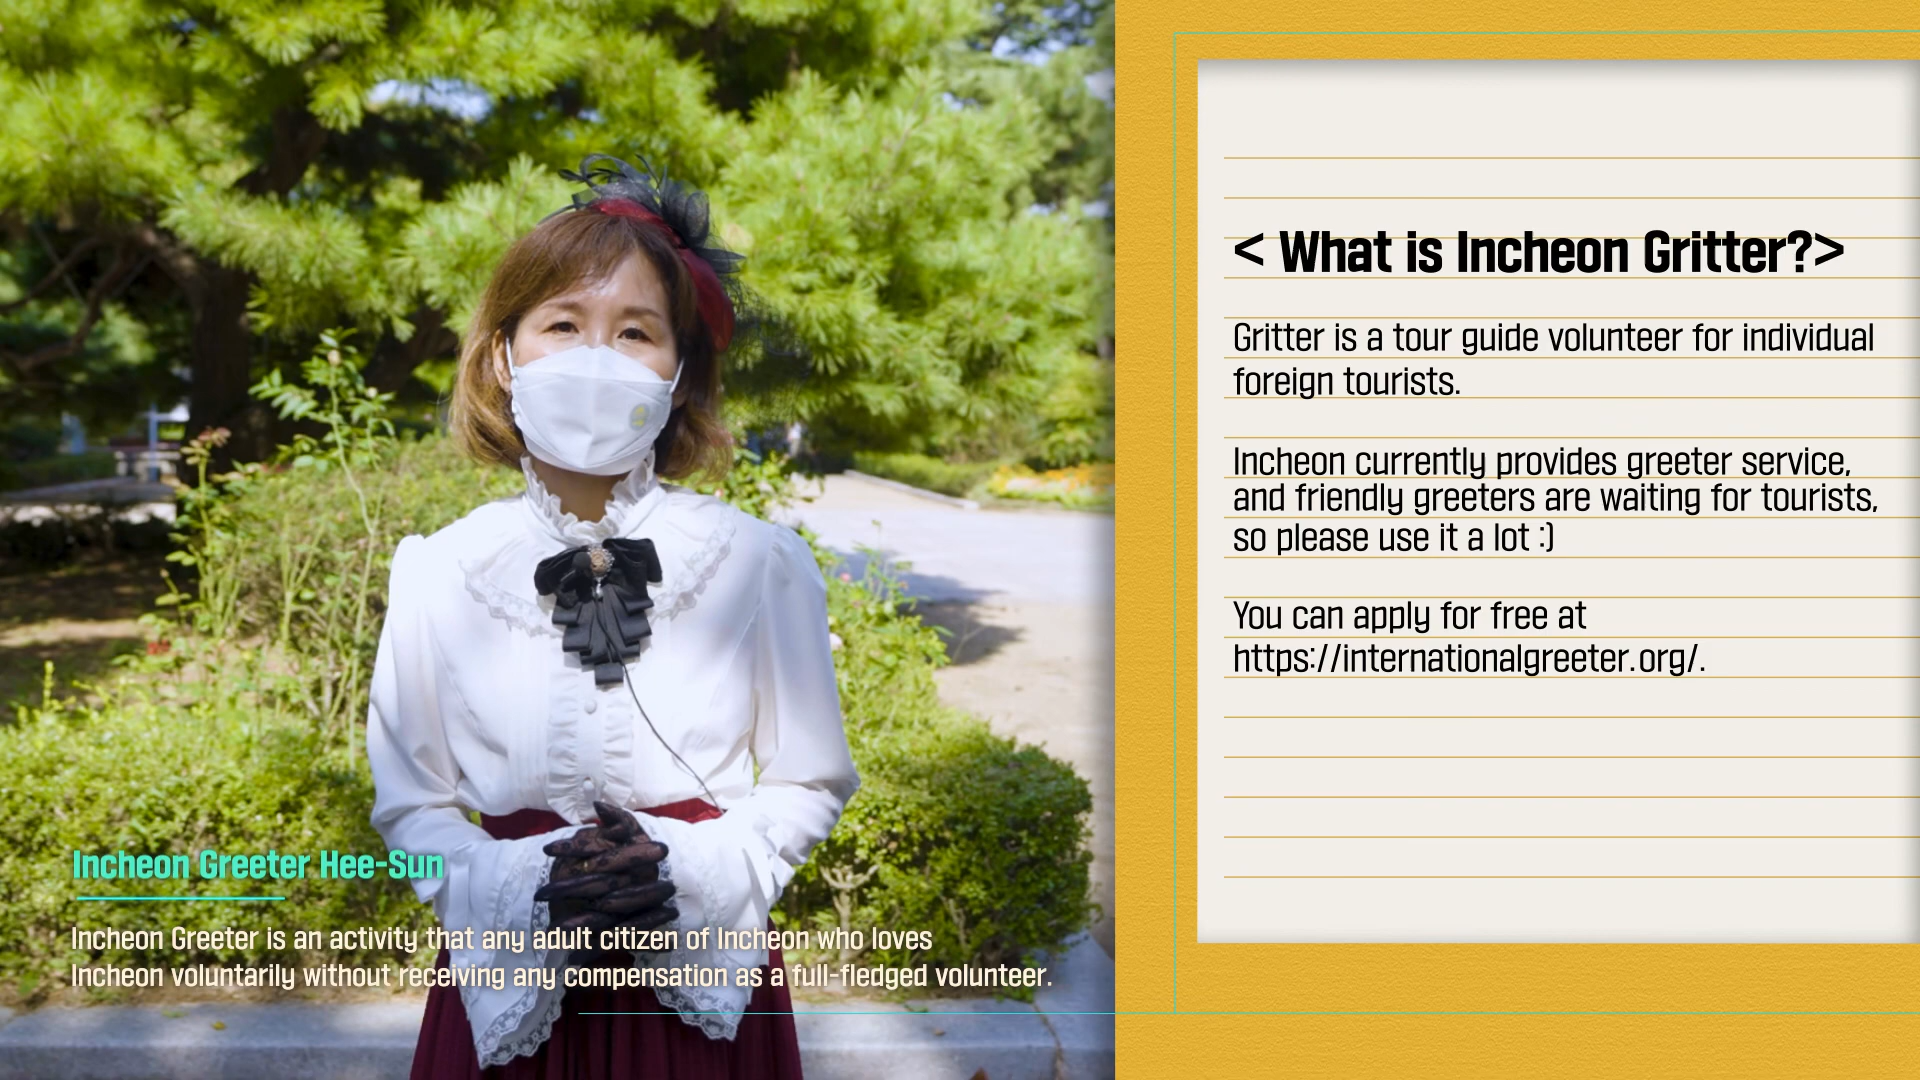 Incheon Greeter Hee-Sun
Incheon Greeter is an activity that any adult citizen of Incheon who loves
Incheon voluntarily without receiving any compensation as a full-fledged volunteer.
< What is Incheon Gritter?>
Gritter is a tour guide volunteer for individual
foreign tourists.
Incheon currently provides greeter service,
and friendly greeters are waiting for tourists,
so please use it a lot :)
You can apply for free at
https://internationalgreeter.org/.